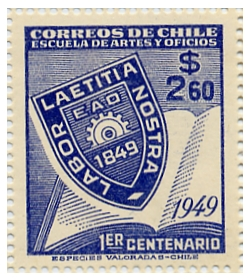 CORREOS DE CHILE
ESCUELA DE ARTES Y OFICIOS
$
2.60
LAETITIA
LABOR
NOSTRA
E.A.O
1849
1949
1ER CENTENARIO
ESPECIES VALORADAS-CHILE